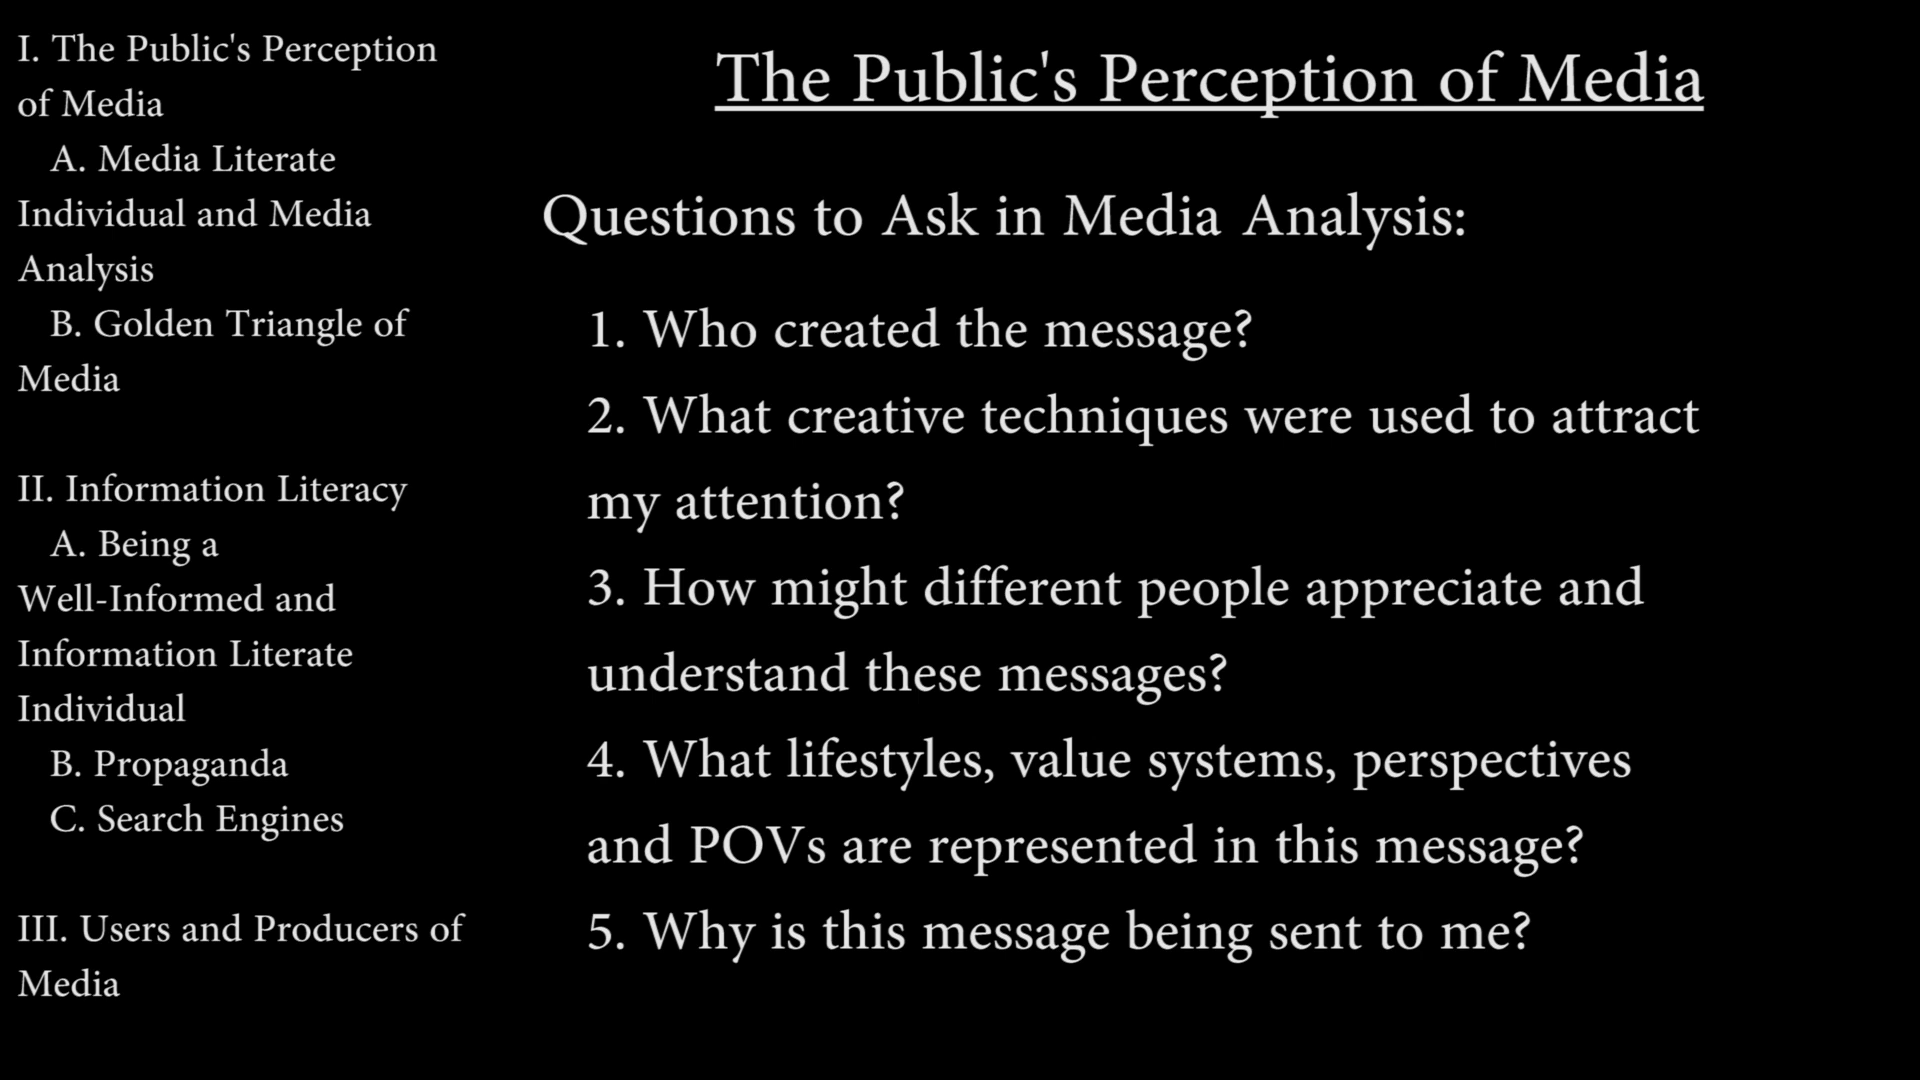 I. The Public's Perception
of Media
A. Media Literate
Individual and Media
Analysis
B. Golden Triangle of
Media
II. Information Literacy
A. Being a
Well-Informed and
Information Literate
Individual
B. Propaganda
C. Search Engines
III. Users and Producers of
Media
The Public's Perception of Media
Questions to Ask in Media Analysis:
1. Who created the message?
2. What creative techniques were used to attract
my attention?
3. How might different people appreciate and
understand these messages?
4. What lifestyles, value systems, perspectives
and POVs are represented in this message?
5. Why is this message being sent to me?